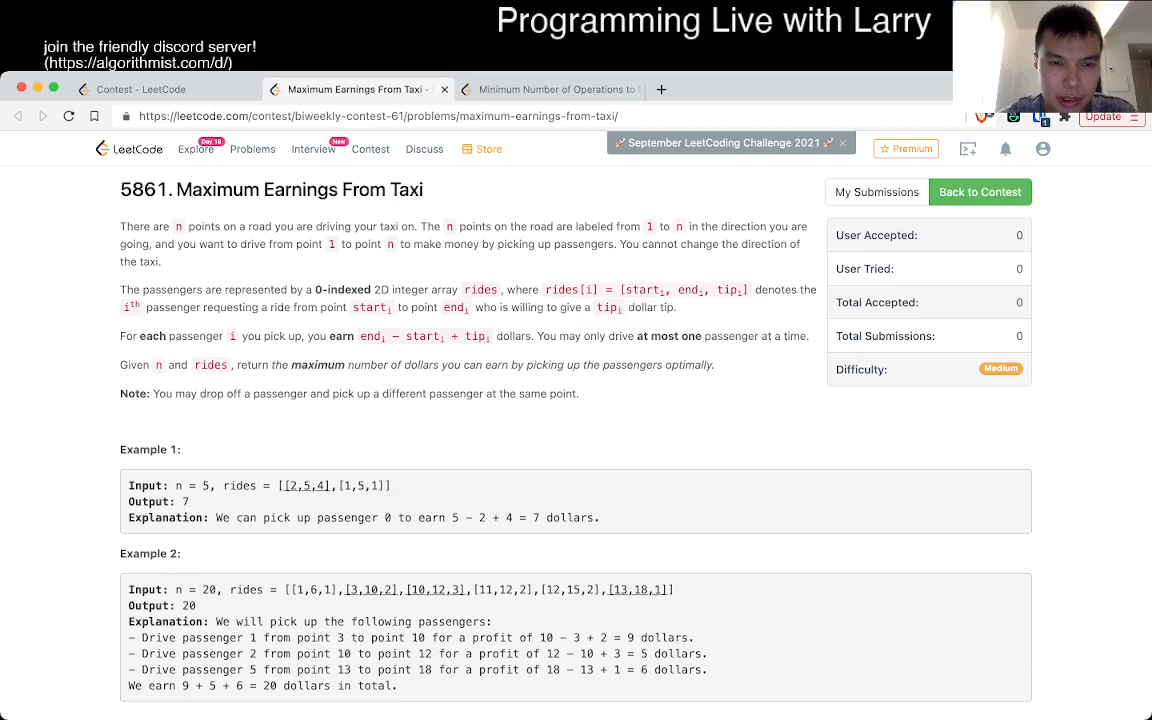 Programming Live with Larry
join the friendly discord server!
(https://algorithmist.com/d/)
Contest - LeetCode
Maximum Earnings From Taxi -
Minimum Number of Operations to
https://leetcode.com/contest/biweekly-contest-61/problems/maximum-earnings-from-taxi/
Update
LeetCode
Explore
Day 18
Problems
Interview
New
Contest
Discuss
Store
🚀 September LeetCoding Challenge 2021 🚀
Premium
5861. Maximum Earnings From Taxi
My Submissions
Back to Contest
There are n points on a road you are driving your taxi on. The n points on the road are labeled from 1 to n in the direction you are
going, and you want to drive from point 1 to point n to make money by picking up passengers. You cannot change the direction of
the taxi.
The passengers are represented by a 0-indexed 2D integer array rides, where rides[i] = [startᵢ, endᵢ, tipᵢ] denotes the
iᵗʰ passenger requesting a ride from point startᵢ to point endᵢ who is willing to give a tipᵢ dollar tip.
For each passenger i you pick up, you earn endᵢ − startᵢ + tipᵢ dollars. You may only drive at most one passenger at a time.
Given n and rides, return the maximum number of dollars you can earn by picking up the passengers optimally.
Note: You may drop off a passenger and pick up a different passenger at the same point.
User Accepted: 0
User Tried: 0
Total Accepted: 0
Total Submissions: 0
Difficulty: Medium
Example 1:
Input: n = 5, rides = [[2,5,4],[1,5,1]]
Output: 7
Explanation: We can pick up passenger 0 to earn 5 − 2 + 4 = 7 dollars.
Example 2:
Input: n = 20, rides = [[1,6,1],[3,10,2],[10,12,3],[11,12,2],[12,15,2],[13,18,1]]
Output: 20
Explanation: We will pick up the following passengers:
− Drive passenger 1 from point 3 to point 10 for a profit of 10 − 3 + 2 = 9 dollars.
− Drive passenger 2 from point 10 to point 12 for a profit of 12 − 10 + 3 = 5 dollars.
− Drive passenger 5 from point 13 to point 18 for a profit of 18 − 13 + 1 = 6 dollars.
We earn 9 + 5 + 6 = 20 dollars in total.